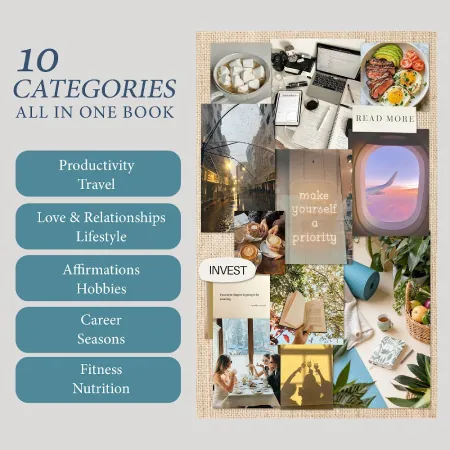 10
CATEGORIES
ALL IN ONE BOOK
Productivity
Travel
Love & Relationships
Lifestyle
Affirmations
Hobbies
Career
Seasons
Fitness
Nutrition
READ MORE
make
yourself
a
priority
INVEST